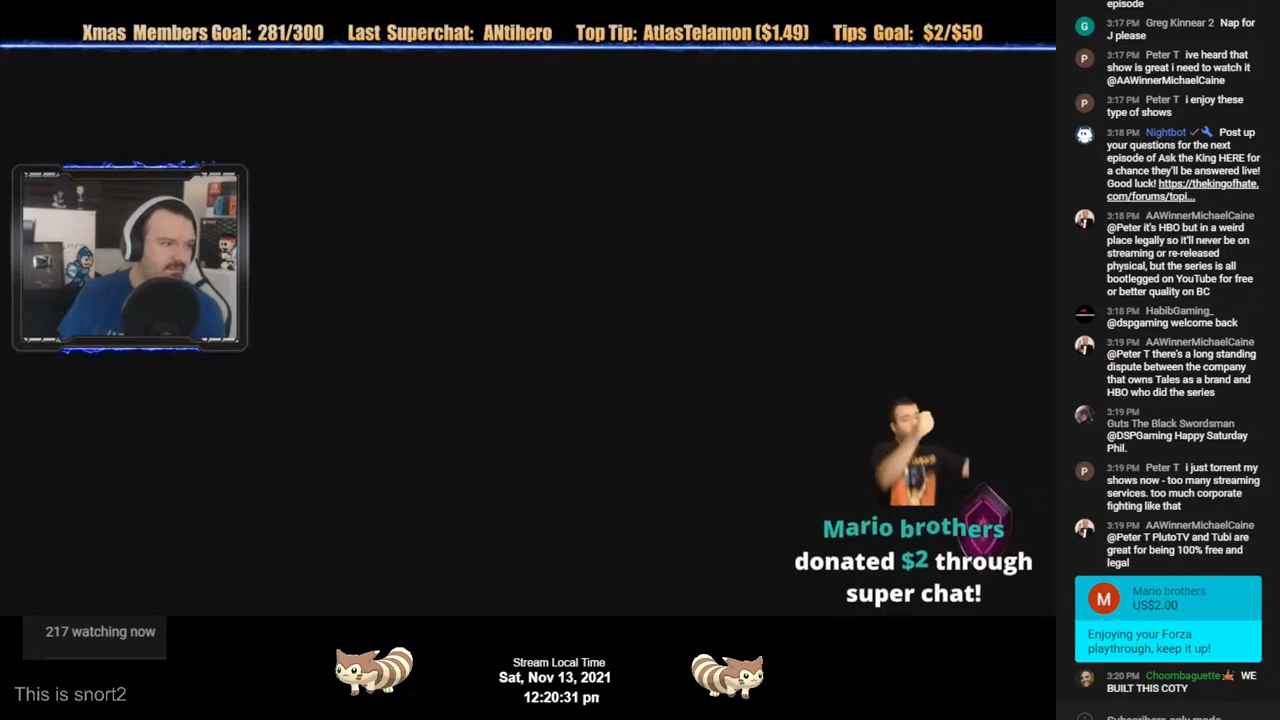 Xmas Members Goal: 281/300 Last Superchat: ANtihero Top Tip: AtlasTelamon ($1.49) Tips Goal: $2/$50
Mario brothers
donated $2 through
super chat!
217 watching now
This is snort2
Stream Local Time
Sat, Nov 13, 2021
12:20:31 pm
episode
3:17 PM Greg Kinnear 2 Nap for
J please
3:17 PM Peter T ive heard that
show is great i need to watch it
@AAWinnerMichaelCaine
3:17 PM Peter T i enjoy these
type of shows
3:18 PM Nightbot Post up
your questions for the next
episode of Ask the King HERE for
a chance they'll be answered live!
Good luck! https://thekingofhate.
com/forums/topi...
3:18 PM AAWinnerMichaelCaine
@Peter it's HBO but in a weird
place legally so it'll never be on
streaming or re-released
physical, but the series is all
bootlegged on YouTube for free
or better quality on BC
3:18 PM HabibGaming_
@dspgaming welcome back
3:19 PM AAWinnerMichaelCaine
@Peter T there's a long standing
dispute between the company
that owns Tales as a brand and
HBO who did the series
3:19 PM
Guts The Black Swordsman
@DSPGaming Happy Saturday
Phil.
3:19 PM Peter T i just torrent my
shows now - too many streaming
services. too much corporate
fighting like that
3:19 PM AAWinnerMichaelCaine
@Peter T PlutoTV and Tubi are
great for being 100% free and
legal
M
Mario brothers
US$2.00
Enjoying your Forza
playthrough, keep it up!
3:20 PM Choombaguette WE
BUILT THIS COTY
Subscribers-only mode